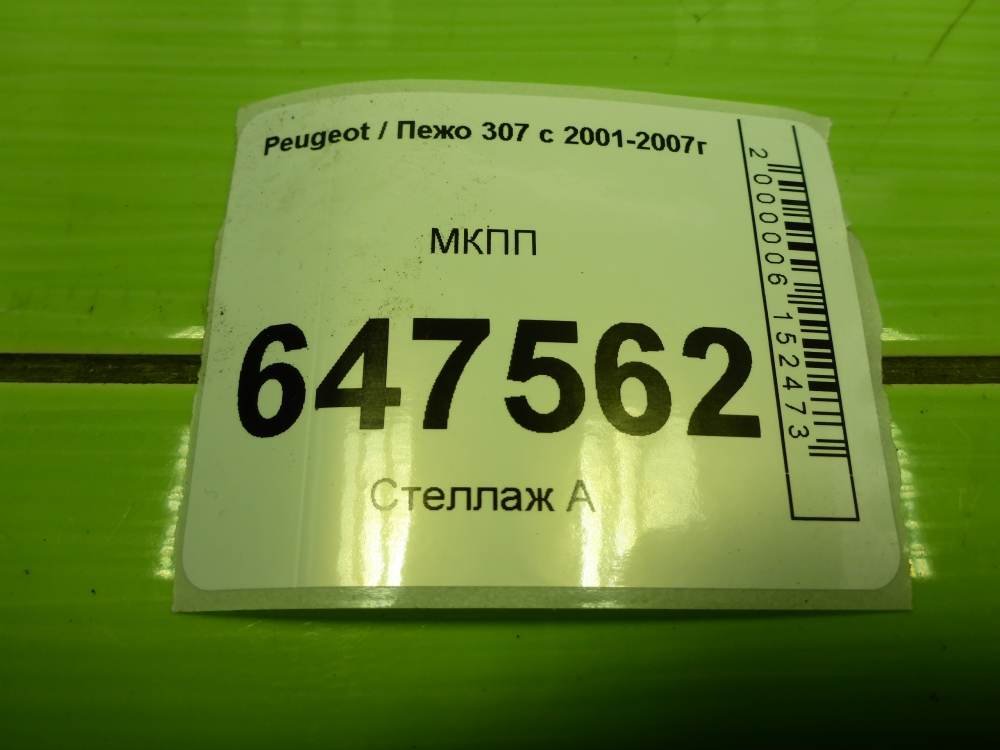 Peugeot / Пежо 307 с 2001-2007г
МКПП
647562
Стеллаж А
2000006152473